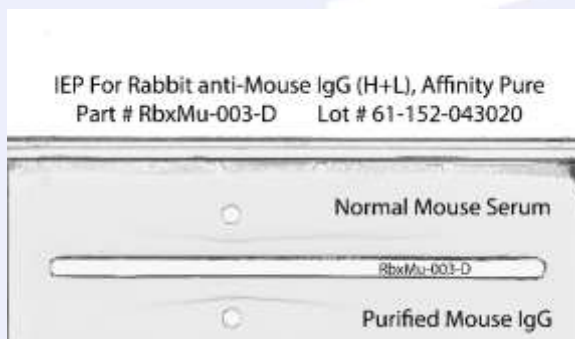 IEP For Rabbit anti-Mouse IgG (H+L), Affinity Pure
Part # RbxMu-003-D Lot # 61-152-043020
Normal Mouse Serum
RbxMu-003-D
Purified Mouse IgG